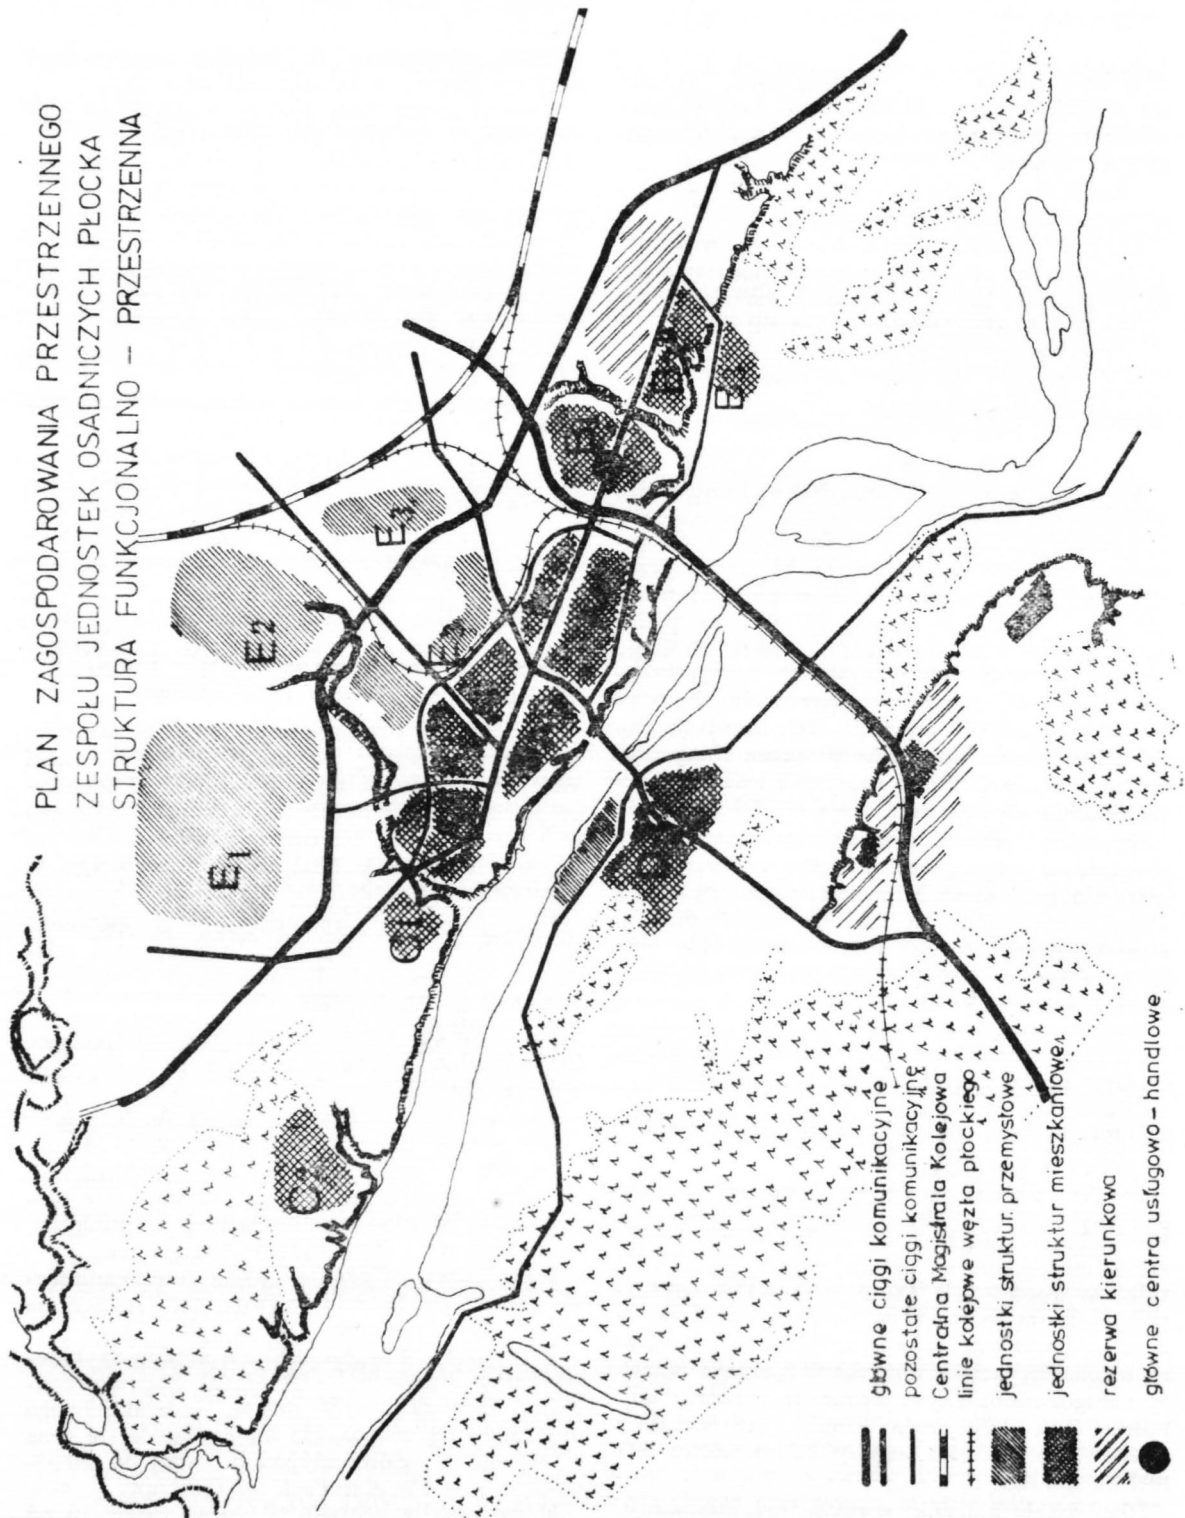 PLAN ZAGOSPODAROWANIA PRZESTRZENNEGO
ZESPOŁU JEDNOSTEK OSADNICZYCH PŁOCKA
STRUKTURA FUNKCJONALNO – PRZESTRZENNA
E1
E2
E3
C1
C2
główne ciągi komunikacyjne
pozostałe ciągi komunikacyjne
Centralna Magistrala Kolejowa
linie kolejowe węzła płockiego
jednostki struktur. przemysłowe
jednostki struktur mieszkaniowe
rezerwa kierunkowa
główne centra usługowo – handlowe